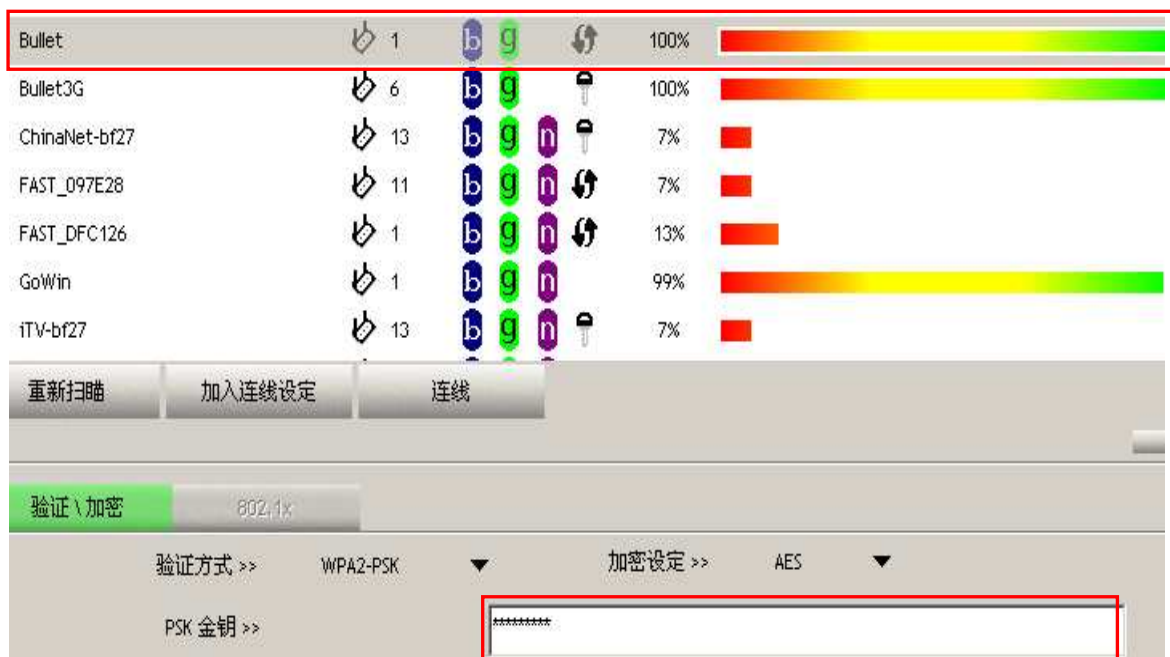 Bullet 1 b g 100%
Bullet3G 6 b g 100%
ChinaNet-bf27 13 b g n 7%
FAST_097E28 11 b g n 7%
FAST_DFC126 1 b g n 13%
GoWin 1 b g n 99%
iTV-bf27 13 b g n 7%
重新扫瞄 加入连线设定 连线
验证\加密 802.1x
验证方式 >> WPA2-PSK 加密设定 >> AES
PSK 金钥 >> *********